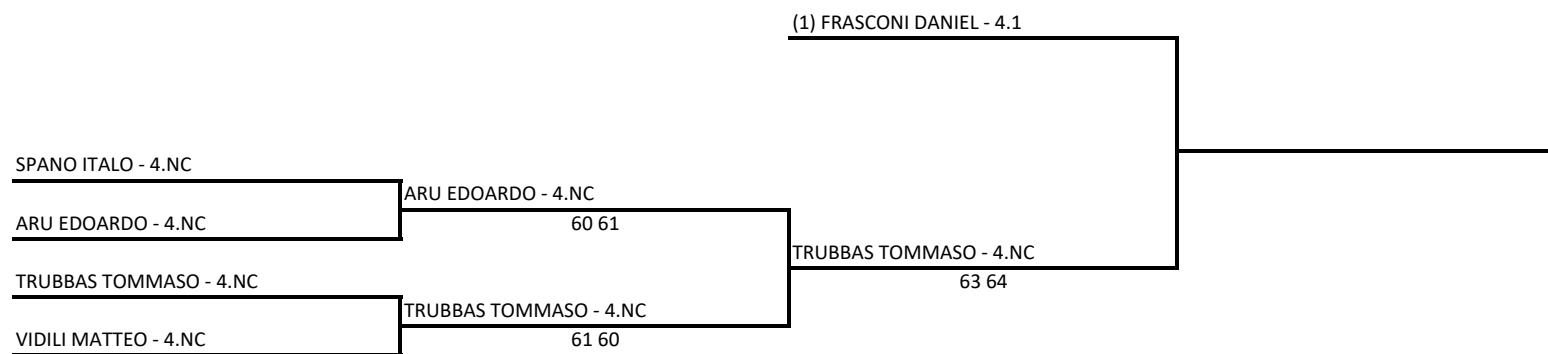 (1) FRASCONI DANIEL - 4.1
SPANO ITALO - 4.NC
ARU EDOARDO - 4.NC
ARU EDOARDO - 4.NC
60 61
TRUBBAS TOMMASO - 4.NC
TRUBBAS TOMMASO - 4.NC
63 64
TRUBBAS TOMMASO - 4.NC
VIDILI MATTEO - 4.NC
61 60